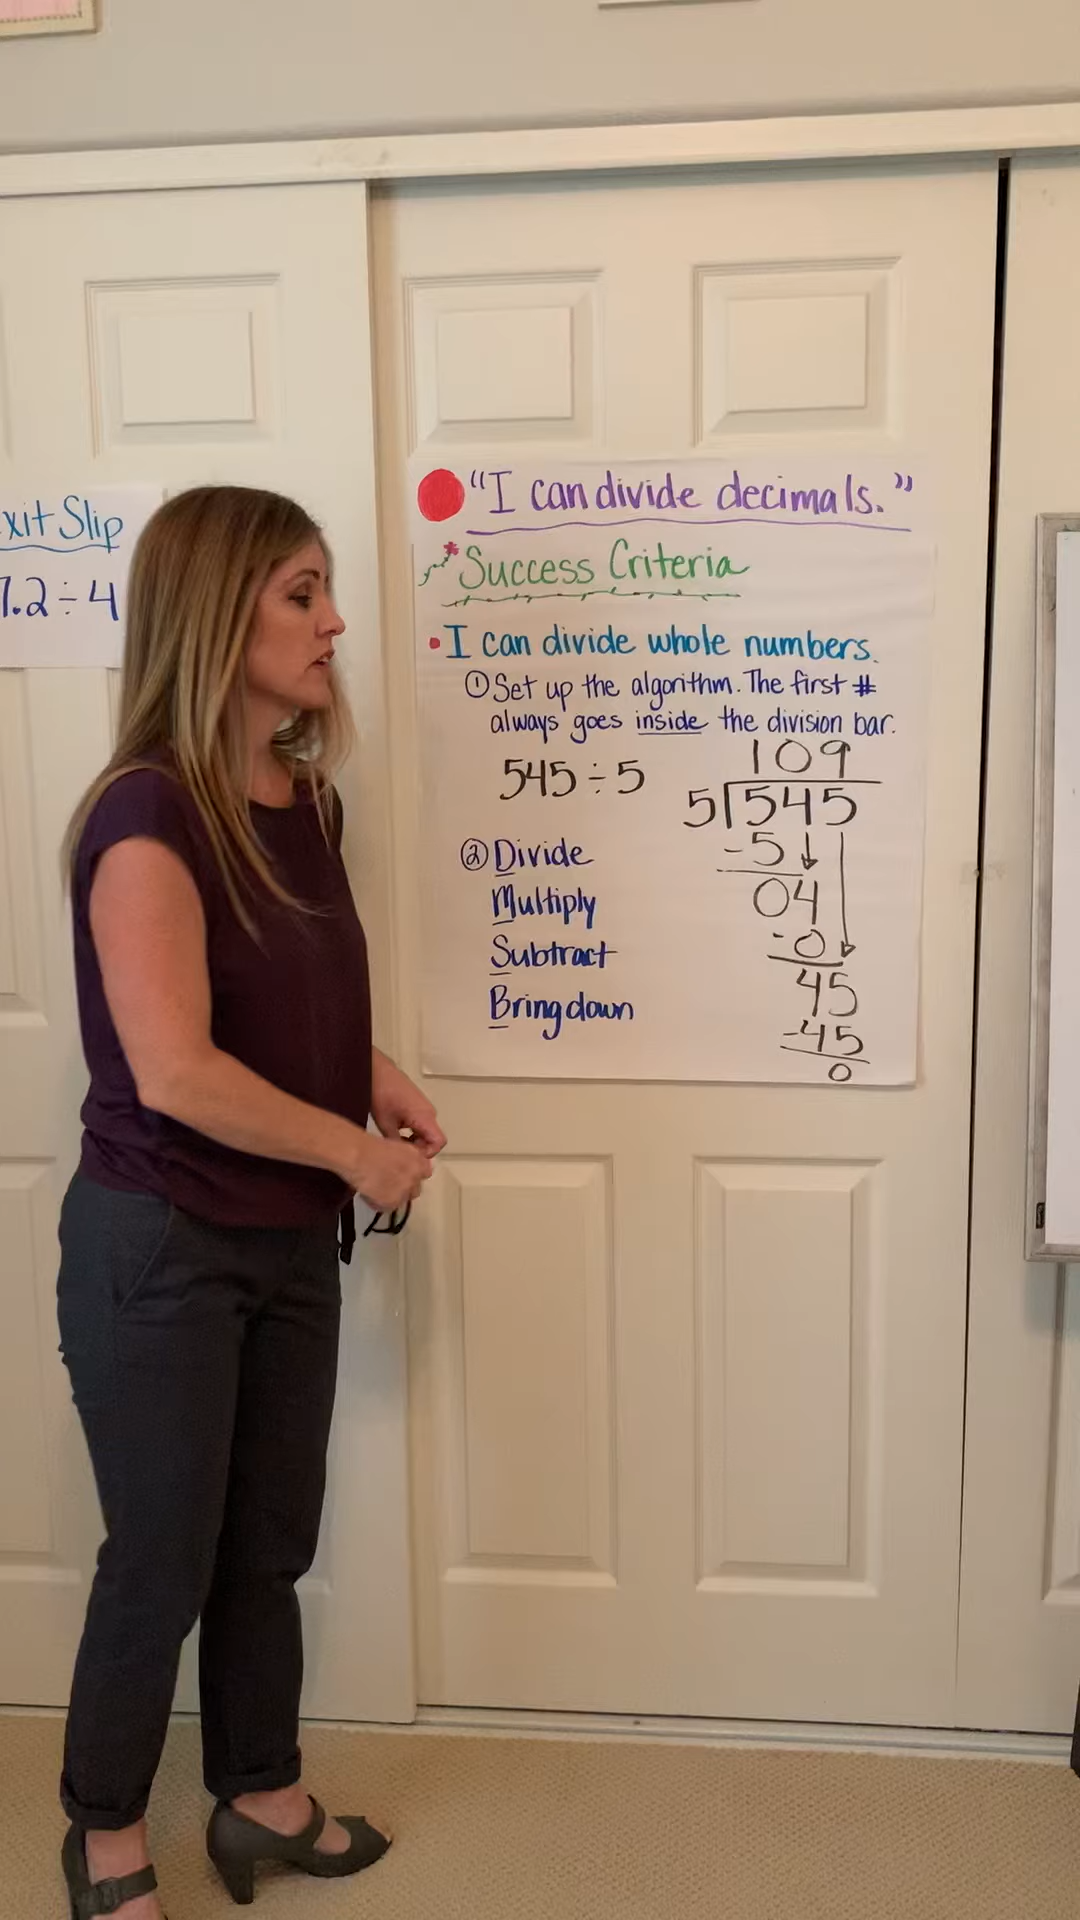 xit Slip
7.2 ÷ 4
"I can divide decimals."
*Success Criteria
• I can divide whole numbers.
① Set up the algorithm. The first #
always goes inside the division bar.
109
545 ÷ 5
5 545
② Divide
-5
Multiply
04
Subtract
-0
45
Bring down
-45
0